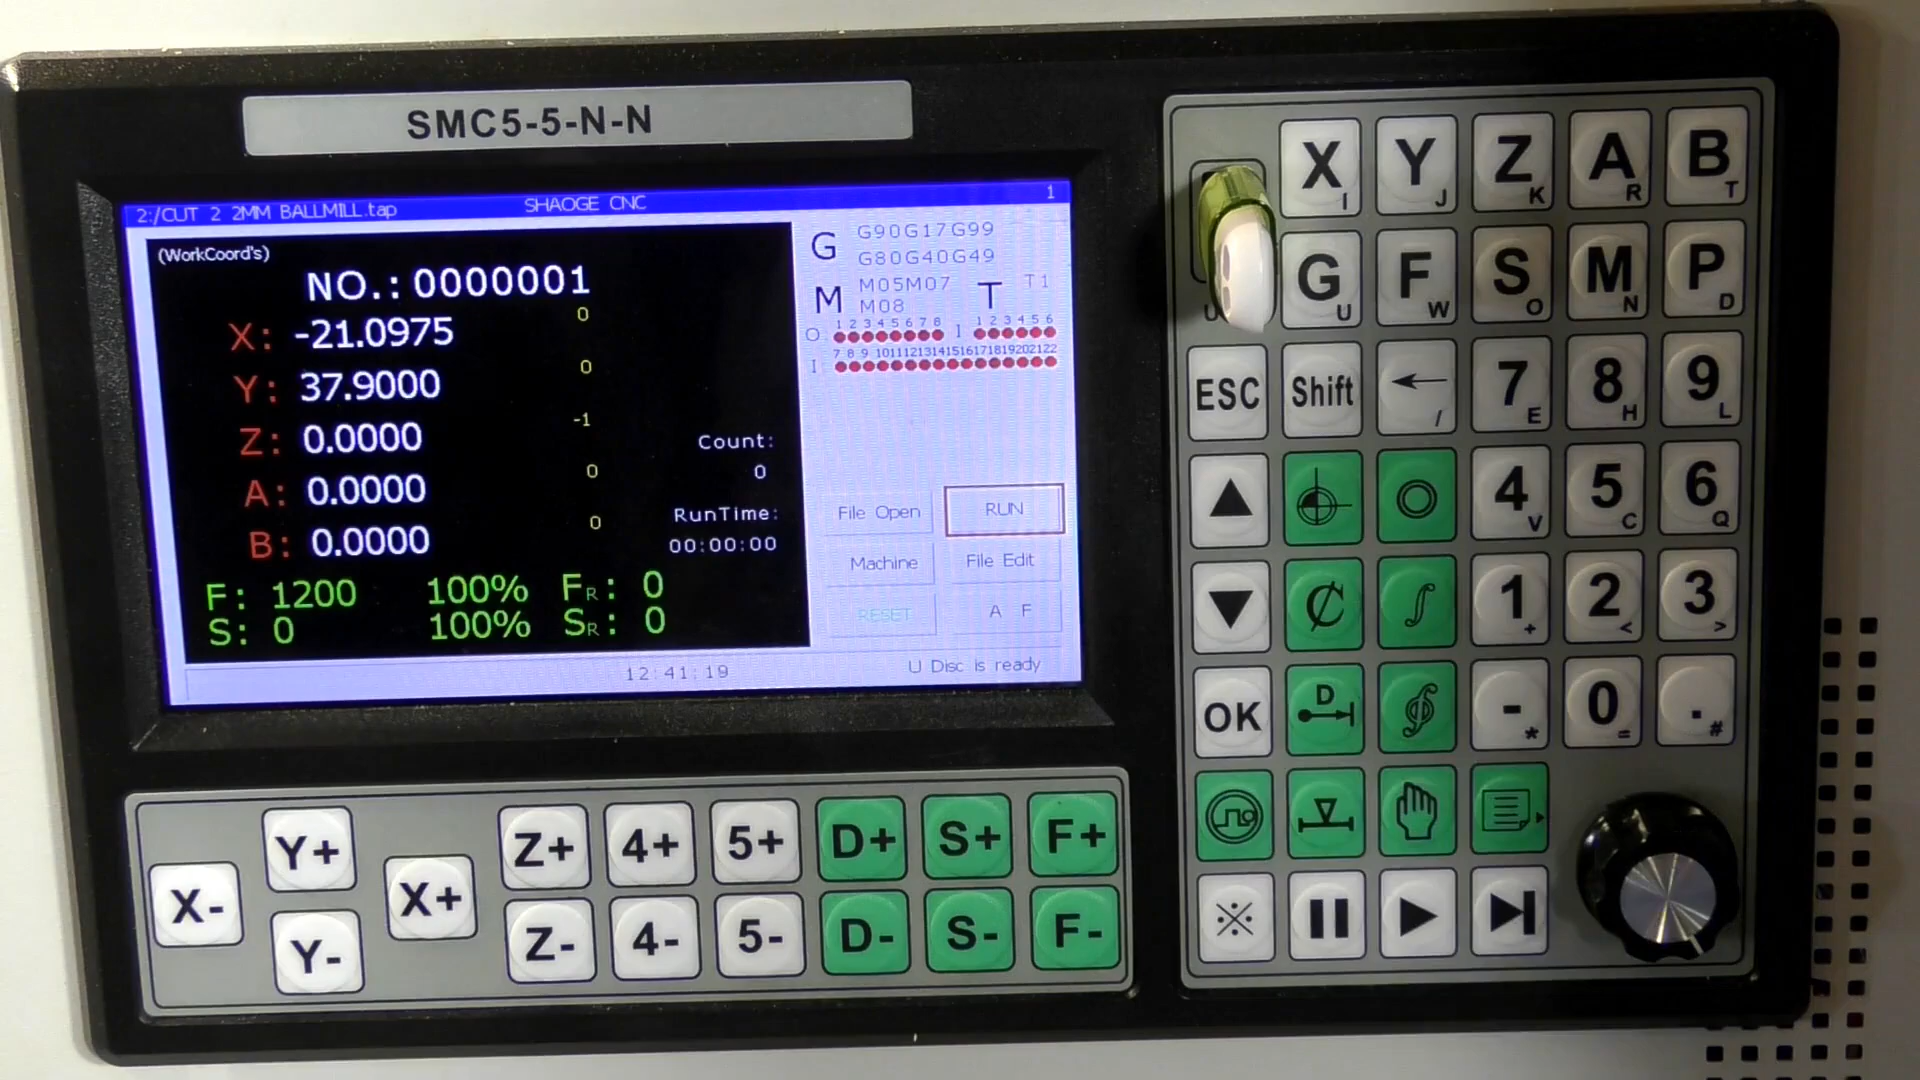 SMC5-5-N-N
2:/CUT 2 2MM BALLMILL.tap SHAOGE CNC 1
(WorkCoord's)
NO.: 0000001
X: -21.0975 0
Y: 37.9000 0
Z: 0.0000 -1
A: 0.0000 0
B: 0.0000 0
Count:
0
RunTime:
00:00:00
F: 1200 100% FR: 0
S: 0 100% SR: 0
G G90G17G99
G80G40G49
M M05M07 T T1
M08
1 2 3 4 5 6 7 8 1 2 3 4 5 6
O: I
7 8 9 10111213141516171819202122
I:
File Open RUN
Machine File Edit
RESET A F
12:41:19 U Disc is ready
X I Y J Z K A R B T
U G U F W S O M N P D
ESC Shift ← / 7 E 8 H 9 L
4 V 5 C 6 Q
1 + 2 < 3 >
OK D - * 0 = . #
X- Y+ X+ Z+ 4+ 5+ D+ S+ F+
Y- Z- 4- 5- D- S- F-